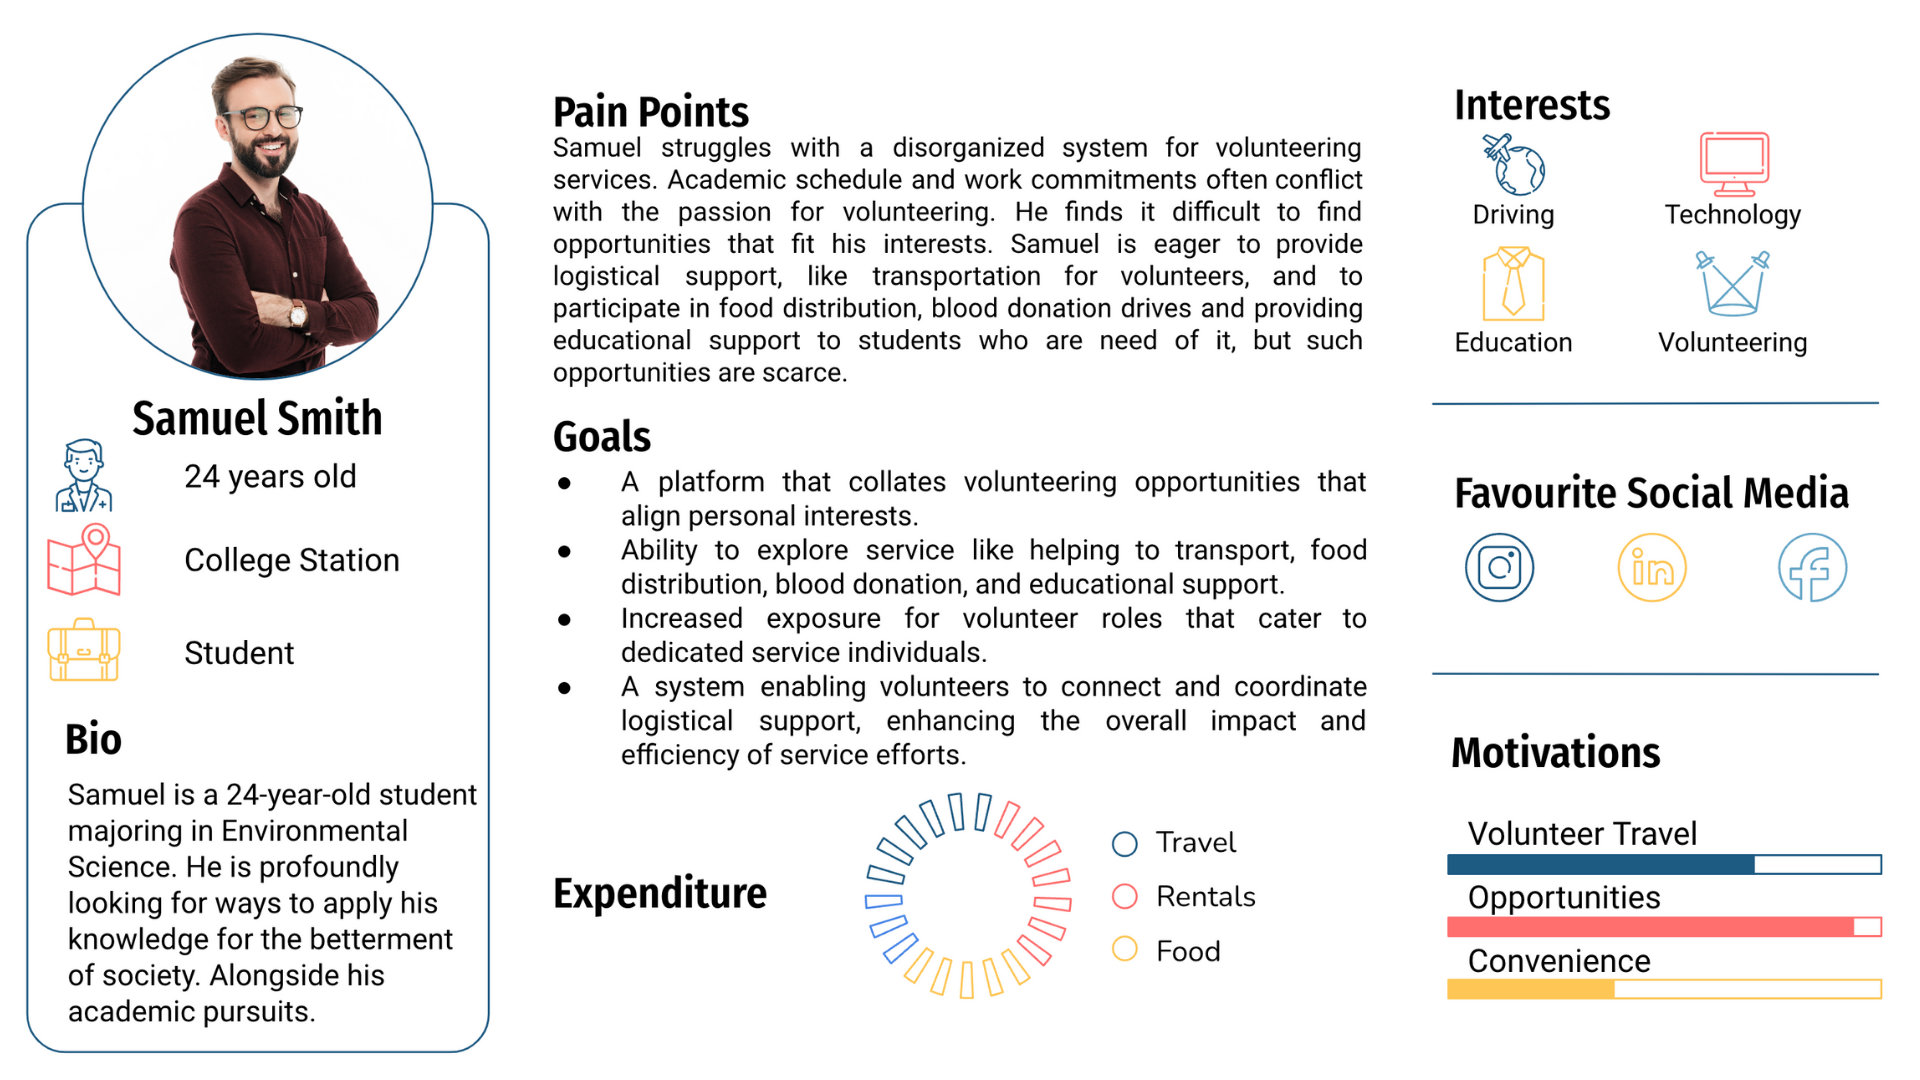 Samuel Smith
24 years old
College Station
Student
Bio
Samuel is a 24-year-old student
majoring in Environmental
Science. He is profoundly
looking for ways to apply his
knowledge for the betterment
of society. Alongside his
academic pursuits.
Pain Points
Samuel struggles with a disorganized system for volunteering
services. Academic schedule and work commitments often conflict
with the passion for volunteering. He finds it difficult to find
opportunities that fit his interests. Samuel is eager to provide
logistical support, like transportation for volunteers, and to
participate in food distribution, blood donation drives and providing
educational support to students who are need of it, but such
opportunities are scarce.
Goals
● A platform that collates volunteering opportunities that
align personal interests.
● Ability to explore service like helping to transport, food
distribution, blood donation, and educational support.
● Increased exposure for volunteer roles that cater to
dedicated service individuals.
● A system enabling volunteers to connect and coordinate
logistical support, enhancing the overall impact and
efficiency of service efforts.
Expenditure
Travel
Rentals
Food
Interests
Driving
Technology
Education
Volunteering
Favourite Social Media
in
Motivations
Volunteer Travel
Opportunities
Convenience